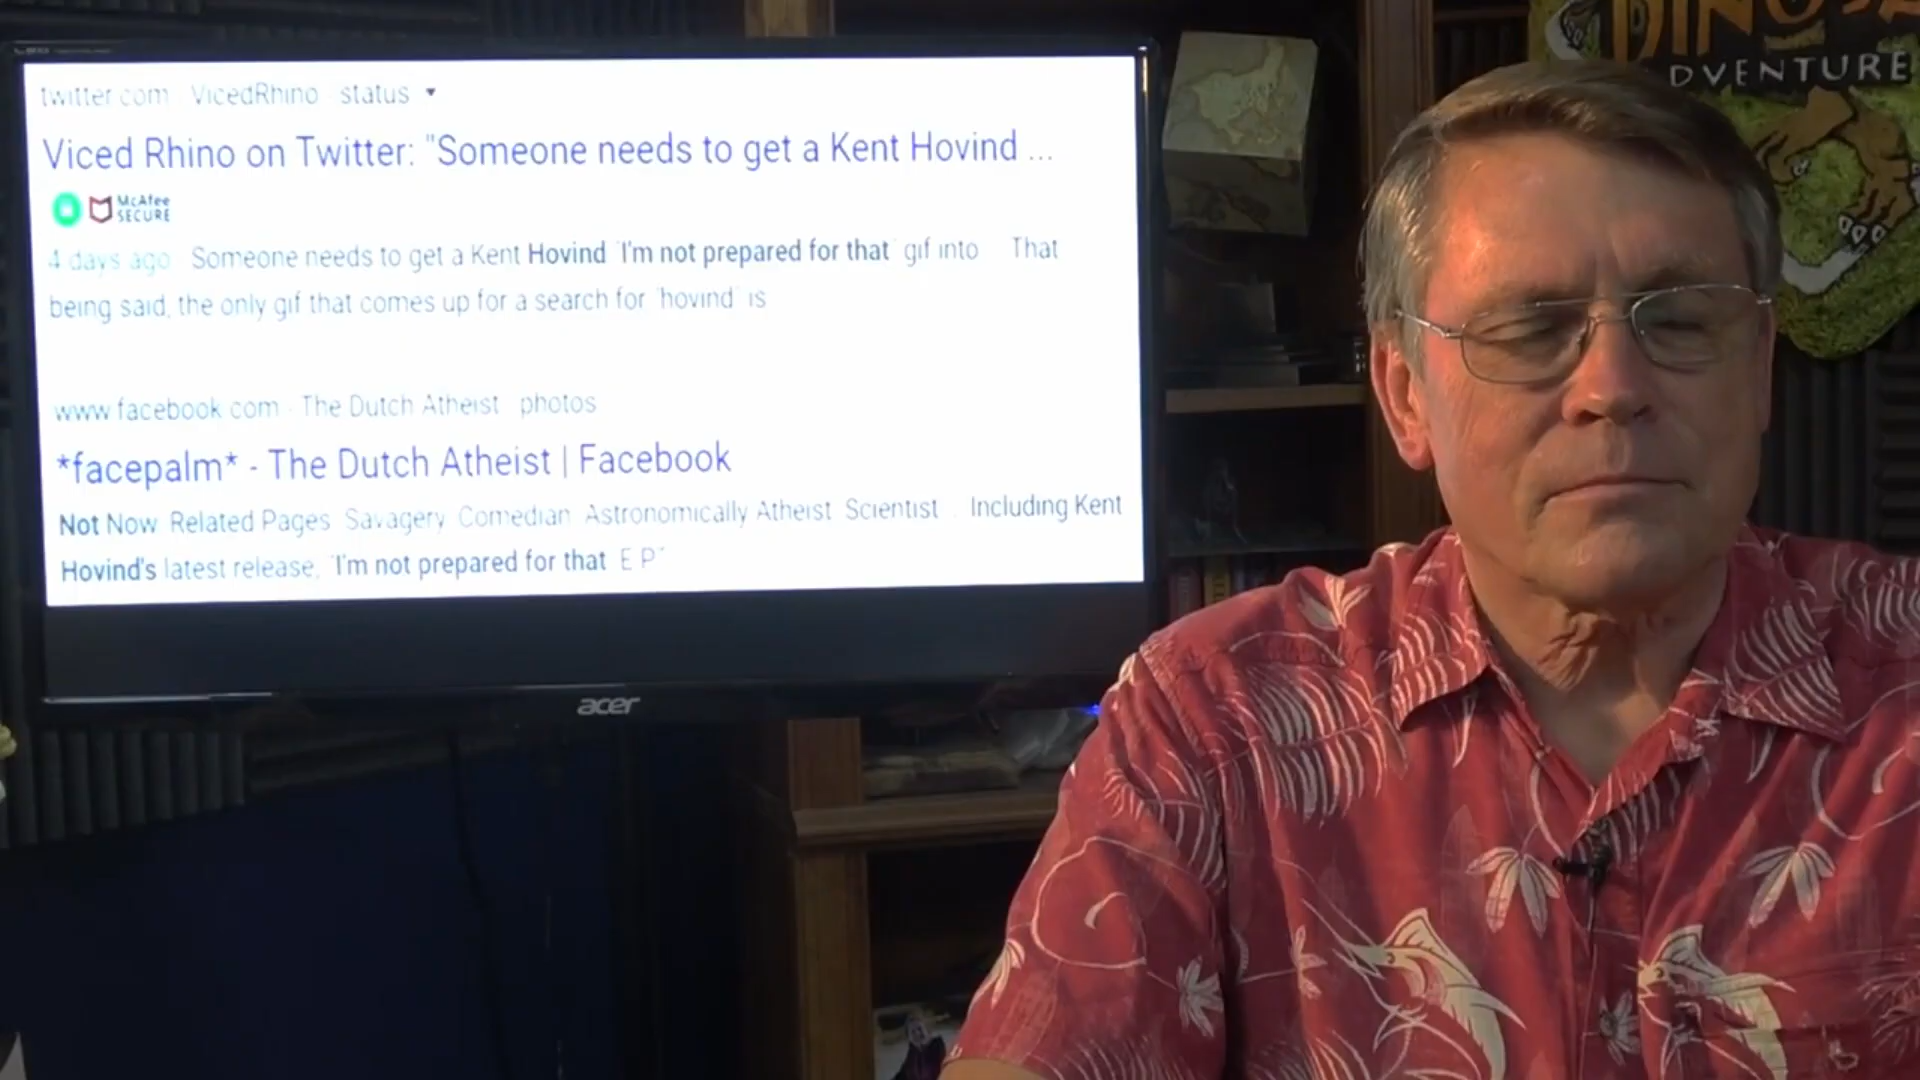 twitter.com VicedRhino status
Viced Rhino on Twitter: "Someone needs to get a Kent Hovind ...
McAfee
SECURE
4 days ago Someone needs to get a Kent Hovind 'I'm not prepared for that' gif into That
being said, the only gif that comes up for a search for 'hovind' is
www.facebook.com · The Dutch Atheist photos
*facepalm* - The Dutch Atheist | Facebook
Not Now Related Pages Savagery Comedian Astronomically Atheist Scientist . Including Kent
Hovind's latest release, 'I'm not prepared for that E P"
acer
DINOS
DVENTURE